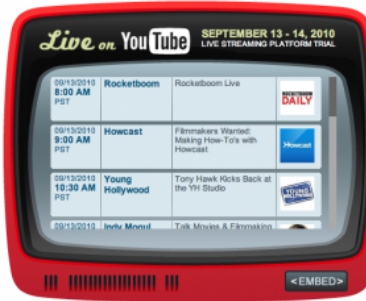 Live on YouTube
SEPTEMBER 13 - 14, 2010
LIVE STREAMING PLATFORM TRIAL
09/13/2010
8:00 AM
PST
Rocketboom
Rocketboom Live
ROCKETBOOM
DAILY
09/13/2010
9:00 AM
PST
Howcast
Filmmakers Wanted:
Making How-To's with
Howcast
Howcast
09/13/2010
10:30 AM
PST
Young
Hollywood
Tony Hawk Kicks Back at
the YH Studio
YOUNG
HOLLYWOOD
09/13/2010
Indy Mogul
Talk Movies & Filmmaking
<EMBED>